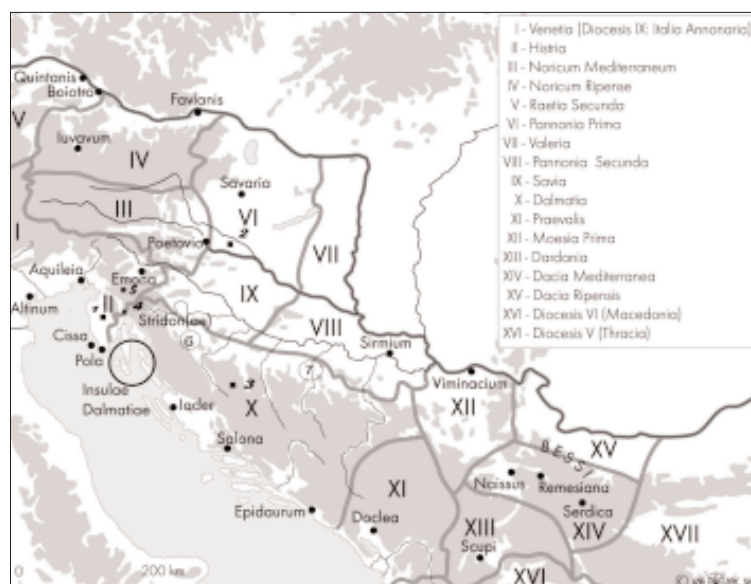 I - Venetia (Diocesis IX: Italia Annonaria)
II - Histria
III - Noricum Mediterraneum
IV - Noricum Ripense
V - Raetia Secunda
VI - Pannonia Prima
VII - Valeria
VIII - Pannonia Secunda
IX - Savia
X - Dalmatia
XI - Praevalis
XII - Moesia Prima
XIII - Dardania
XIV - Dacia Mediterranea
XV - Dacia Ripensis
XVI - Diocesis VI (Macedonia)
XVI - Diocesis V (Thracia)
Quintanis
Boiotro
Favianis
V
Iuvavum
IV
Savaria
III
VI
2
VII
I
Poetovio
Aquileia
Emona
5
IX
Altinum
1
II
4
Stridoniae
VIII
Cissa
6
Sirmium
Pola
7
Viminacium
Insulae
Dalmatiae
3
X
XII
Iader
Salona
BESSI
XV
XI
Naissus
Remesiana
Epidaurum
Serdica
Doclea
XIII
XIV
XVII
Scupi
0
200 km
XVI